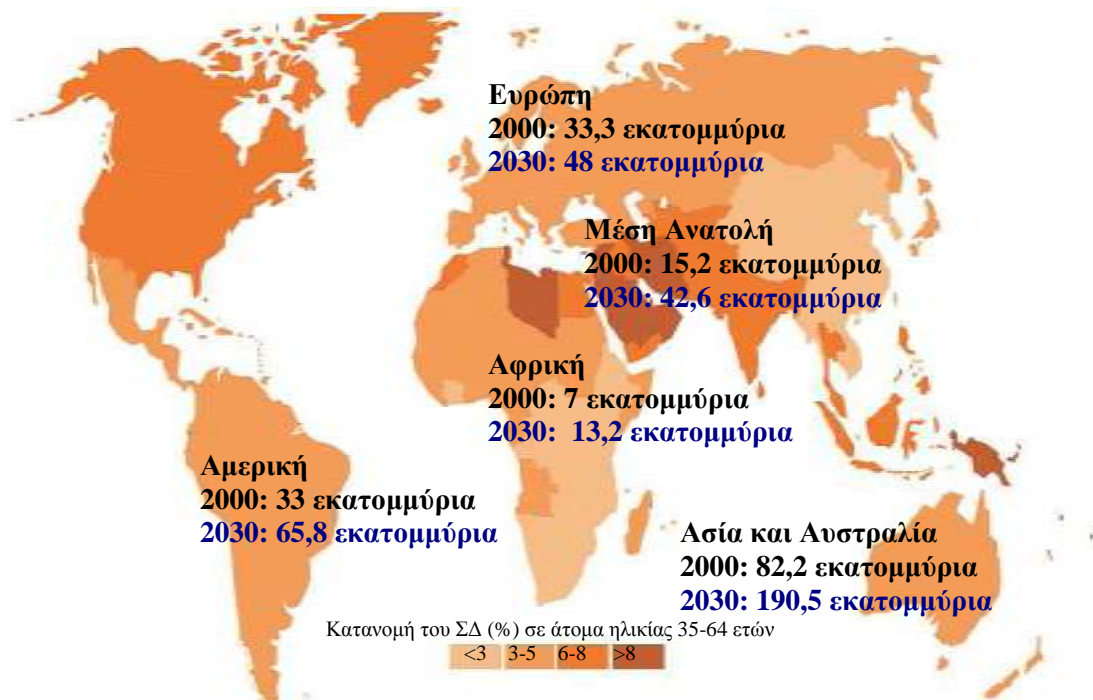 Ευρώπη
2000: 33,3 εκατομμύρια
2030: 48 εκατομμύρια
Μέση Ανατολή
2000: 15,2 εκατομμύρια
2030: 42,6 εκατομμύρια
Αφρική
2000: 7 εκατομμύρια
2030: 13,2 εκατομμύρια
Αμερική
2000: 33 εκατομμύρια
2030: 65,8 εκατομμύρια
Ασία και Αυστραλία
2000: 82,2 εκατομμύρια
2030: 190,5 εκατομμύρια
Κατανομή του ΣΔ (%) σε άτομα ηλικίας 35-64 ετών
<3 3-5 6-8 >8